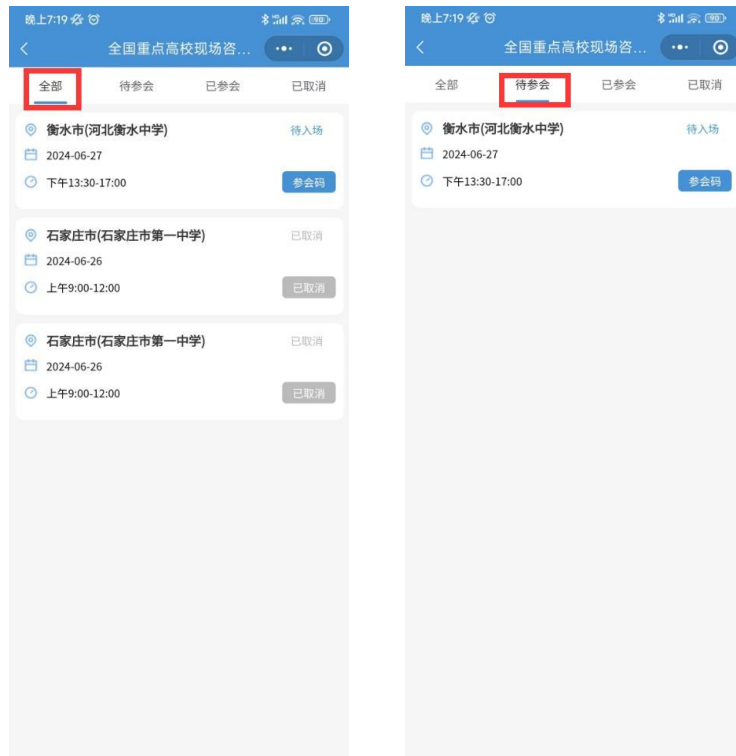 晚上7:19 90
全国重点高校现场咨...
全部 待参会 已参会 已取消
衡水市(河北衡水中学) 待入场
2024-06-27
下午13:30-17:00 参会码
石家庄市(石家庄市第一中学) 已取消
2024-06-26
上午9:00-12:00 已取消
石家庄市(石家庄市第一中学) 已取消
2024-06-26
上午9:00-12:00 已取消
晚上7:19 90
全国重点高校现场咨...
全部 待参会 已参会 已取消
衡水市(河北衡水中学) 待入场
2024-06-27
下午13:30-17:00 参会码